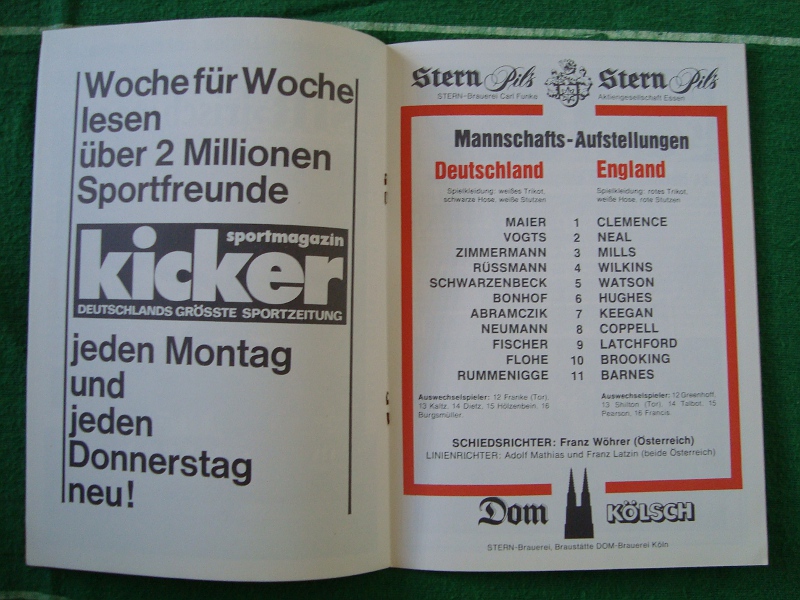 Woche für Woche
lesen
über 2 Millionen
Sportfreunde
sportmagazin
kicker
DEUTSCHLANDS GRÖSSTE SPORTZEITUNG
jeden Montag
und
jeden
Donnerstag
neu!
Stern Pils Stern Pils
STERN-Brauerei Carl Funke Aktiengesellschaft Essen
Mannschafts-Aufstellungen
Deutschland England
Spielkleidung: weißes Trikot, Spielkleidung: rotes Trikot,
schwarze Hose, weiße Stutzen weiße Hose, rote Stutzen
MAIER 1 CLEMENCE
VOGTS 2 NEAL
ZIMMERMANN 3 MILLS
RÜSSMANN 4 WILKINS
SCHWARZENBECK 5 WATSON
BONHOF 6 HUGHES
ABRAMCZIK 7 KEEGAN
NEUMANN 8 COPPELL
FISCHER 9 LATCHFORD
FLOHE 10 BROOKING
RUMMENIGGE 11 BARNES
Auswechselspieler: 12 Franke (Tor), Auswechselspieler: 12 Greenhoff,
13 Kaltz, 14 Dietz, 15 Hölzenbein, 16 13 Shilton (Tor), 14 Talbot, 15
Burgsmüller. Pearson, 16 Francis.
SCHIEDSRICHTER: Franz Wöhrer (Österreich)
LINIENRICHTER: Adolf Mathias und Franz Latzin (beide Österreich)
Dom KÖLSCH
STERN-Brauerei, Braustätte DOM-Brauerei Köln